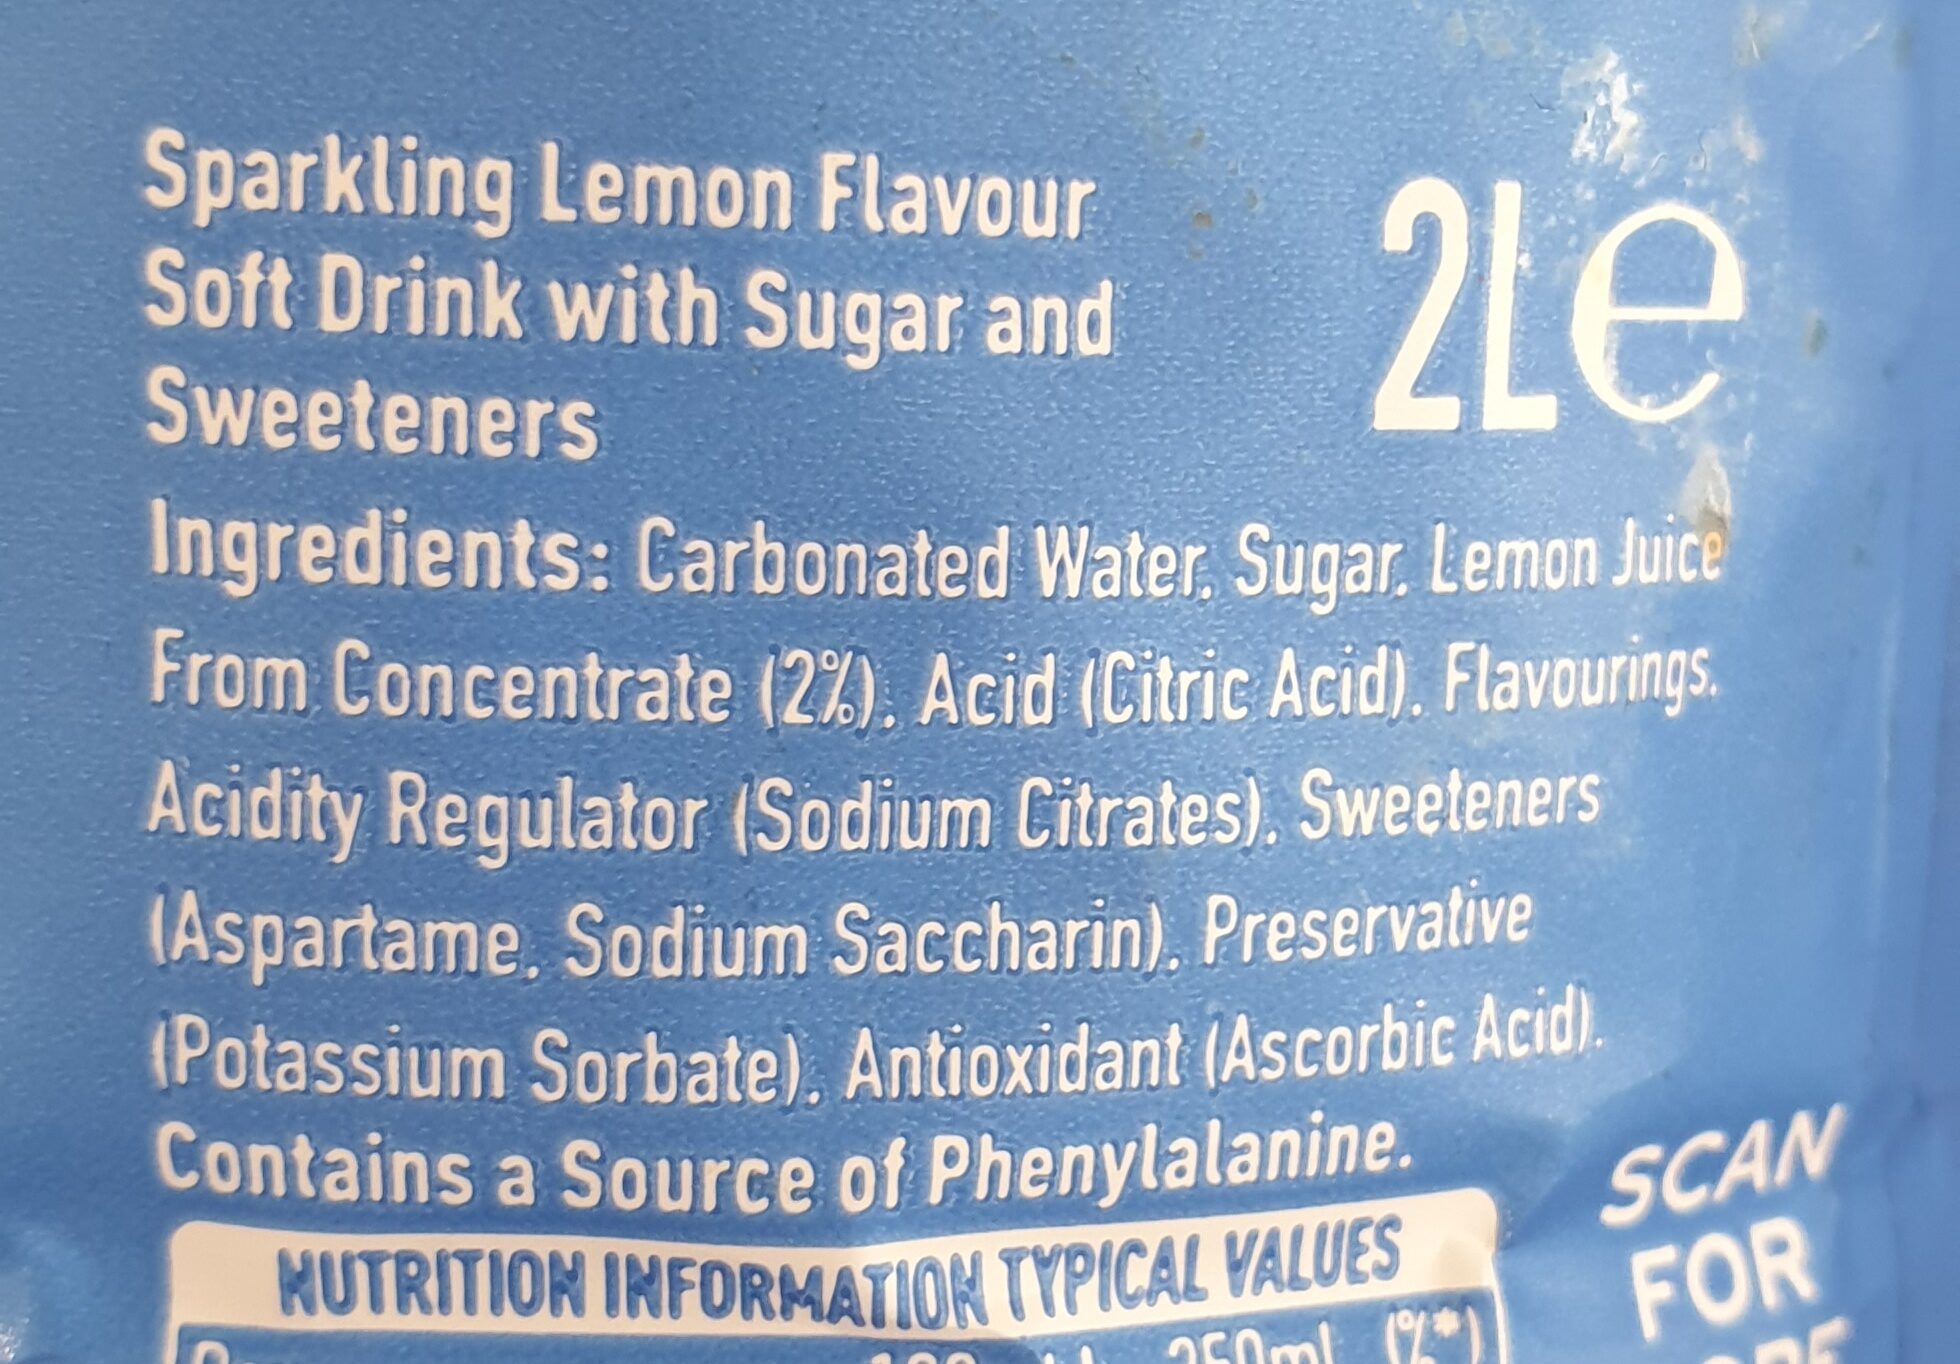 Sparkling Lemon Flavour
Soft Drink with Sugar and
Sweeteners
2L℮
Ingredients: Carbonated Water, Sugar, Lemon Juice
From Concentrate (2%), Acid (Citric Acid), Flavourings,
Acidity Regulator (Sodium Citrates), Sweeteners
(Aspartame, Sodium Saccharin), Preservative
(Potassium Sorbate), Antioxidant (Ascorbic Acid).
Contains a Source of Phenylalanine.
NUTRITION INFORMATION TYPICAL VALUES
250ml (%*)
SCAN
FOR